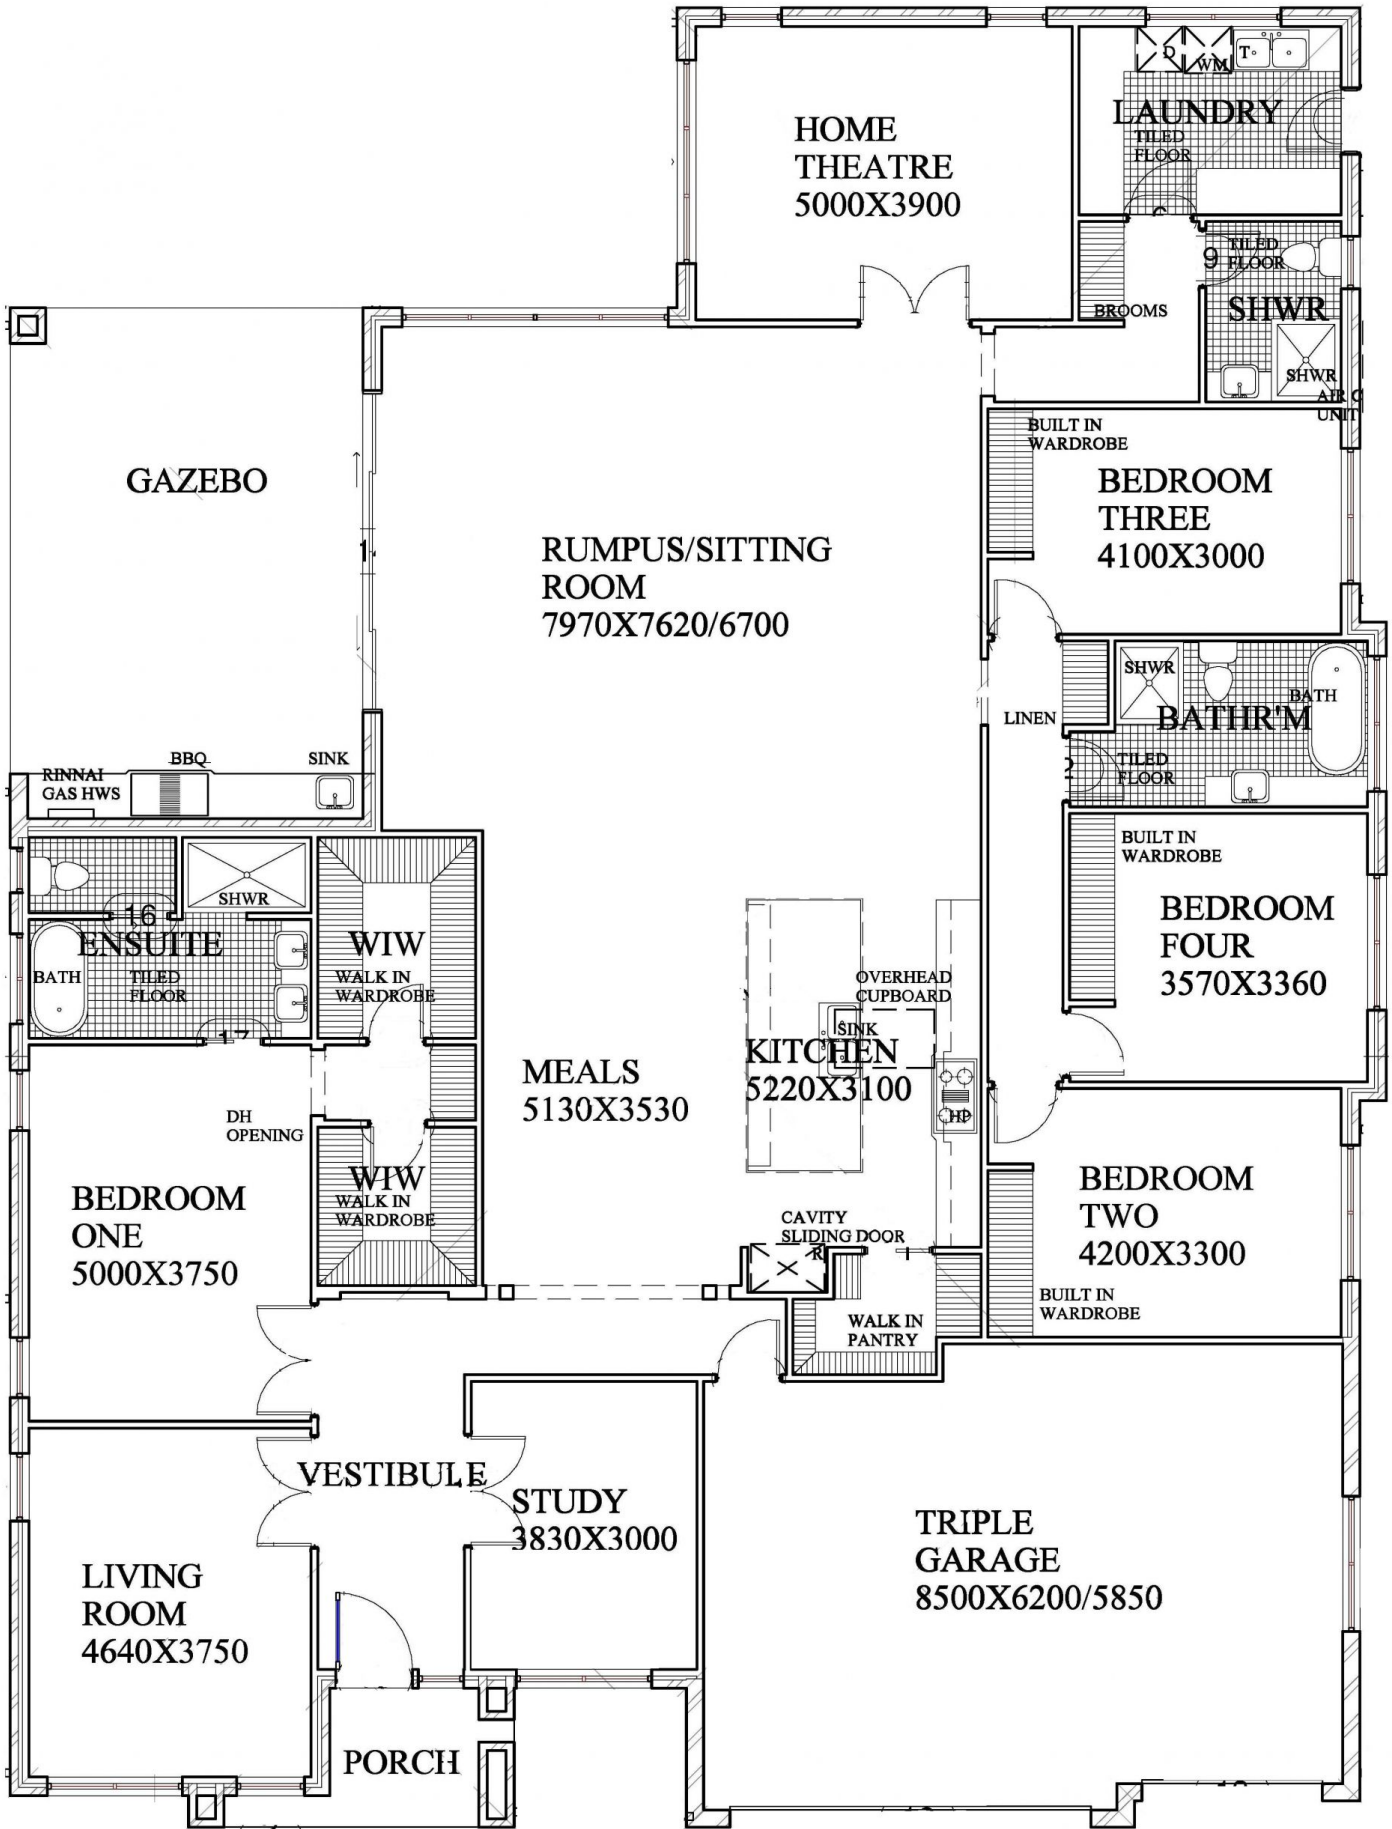 D
WM
T
LAUNDRY
TILED
FLOOR
HOME
THEATRE
5000X3900
9
TILED
FLOOR
SHWR
BROOMS
SHWR
UNIT
GAZEBO
BUILT IN
WARDROBE
BEDROOM
THREE
4100X3000
RUMPUS/SITTING
ROOM
7970X7620/6700
SHWR
BATH
BATHR'M
LINEN
TILED
FLOOR
BBQ
SINK
RINNAI
GAS HWS
BUILT IN
WARDROBE
BEDROOM
FOUR
3570X3360
SHWR
16
ENSUITE
BATH
TILED
FLOOR
17
WIW
WALK IN
WARDROBE
OVERHEAD
CUPBOARD
SINK
KITCHEN
5220X3100
HP
MEALS
5130X3530
DH
OPENING
WIW
WALK IN
WARDROBE
BEDROOM
ONE
5000X3750
BEDROOM
TWO
4200X3300
BUILT IN
WARDROBE
CAVITY
SLIDING DOOR
R
WALK IN
PANTRY
VESTIBULE
STUDY
3830X3000
TRIPLE
GARAGE
8500X6200/5850
LIVING
ROOM
4640X3750
PORCH